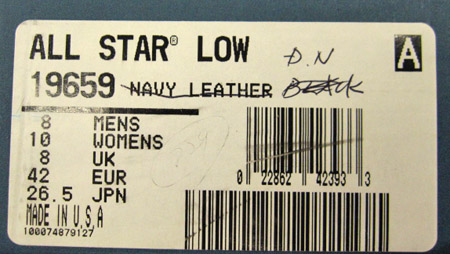 ALL STAR® LOW D.N
A
19659 NAVY LEATHER BLACK
8 MENS
10 WOMENS
8 UK
42 EUR
26.5 JPN
MADE IN U.S.A
100074879127
0 22862 42393 3